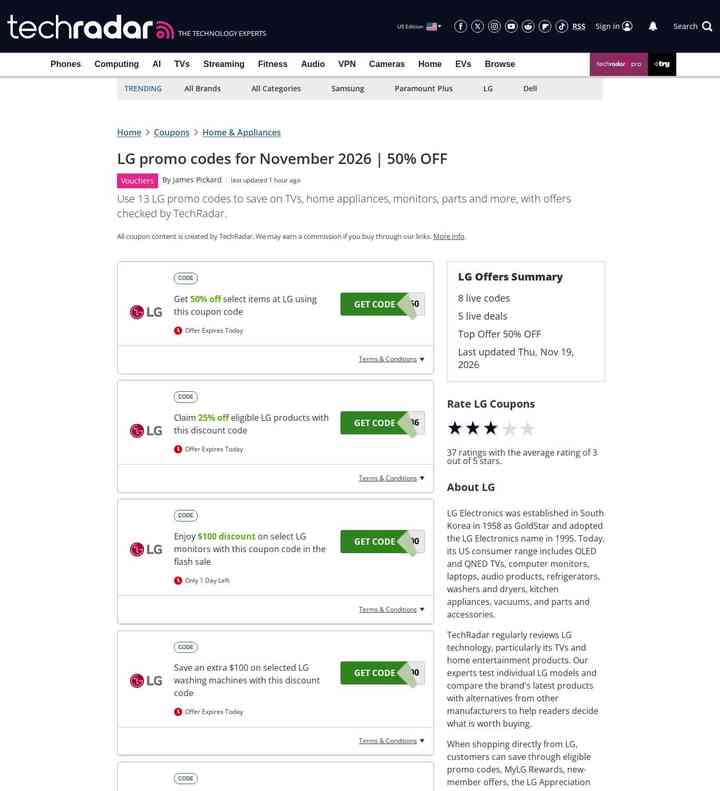 techradar THE TECHNOLOGY EXPERTS
US Edition
RSS
Sign in
Search
Phones Computing AI TVs Streaming Fitness Audio VPN Cameras Home EVs Browse
techradar pro
TRENDING All Brands All Categories Samsung Paramount Plus LG Dell
Home > Coupons > Home & Appliances
LG promo codes for November 2026 | 50% OFF
Vouchers By James Pickard last updated 1 hour ago
Use 13 LG promo codes to save on TVs, home appliances, monitors, parts and more, with offers
checked by TechRadar.
All coupon content is created by TechRadar. We may earn a commission if you buy through our links. More Info.
CODE
LG
Get 50% off select items at LG using
this coupon code
Offer Expires Today
GET CODE
Terms & Conditions
CODE
LG
Claim 25% off eligible LG products with
this discount code
Offer Expires Today
GET CODE
Terms & Conditions
CODE
LG
Enjoy $100 discount on select LG
monitors with this coupon code in the
flash sale
Only 1 Day Left
GET CODE
Terms & Conditions
CODE
LG
Save an extra $100 on selected LG
washing machines with this discount
code
Offer Expires Today
GET CODE
Terms & Conditions
CODE
LG Offers Summary
8 live codes
5 live deals
Top Offer 50% OFF
Last updated Thu, Nov 19,
2026
Rate LG Coupons
37 ratings with the average rating of 3
out of 5 stars.
About LG
LG Electronics was established in South
Korea in 1958 as GoldStar and adopted
the LG Electronics name in 1995. Today,
its US consumer range includes OLED
and QNED TVs, computer monitors,
laptops, audio products, refrigerators,
washers and dryers, kitchen
appliances, vacuums, and parts and
accessories.
TechRadar regularly reviews LG
technology, particularly its TVs and
home entertainment products. Our
experts test individual LG models and
compare the brand's latest products
with alternatives from other
manufacturers to help readers decide
what is worth buying.
When shopping directly from LG,
customers can save through eligible
promo codes, MyLG Rewards, new-
member offers, the LG Appreciation